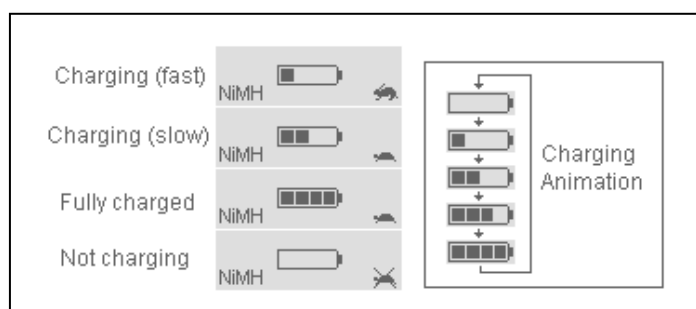 Charging (fast)
NiMH
Charging (slow)
NiMH
Fully charged
NiMH
Not charging
NiMH
Charging
Animation